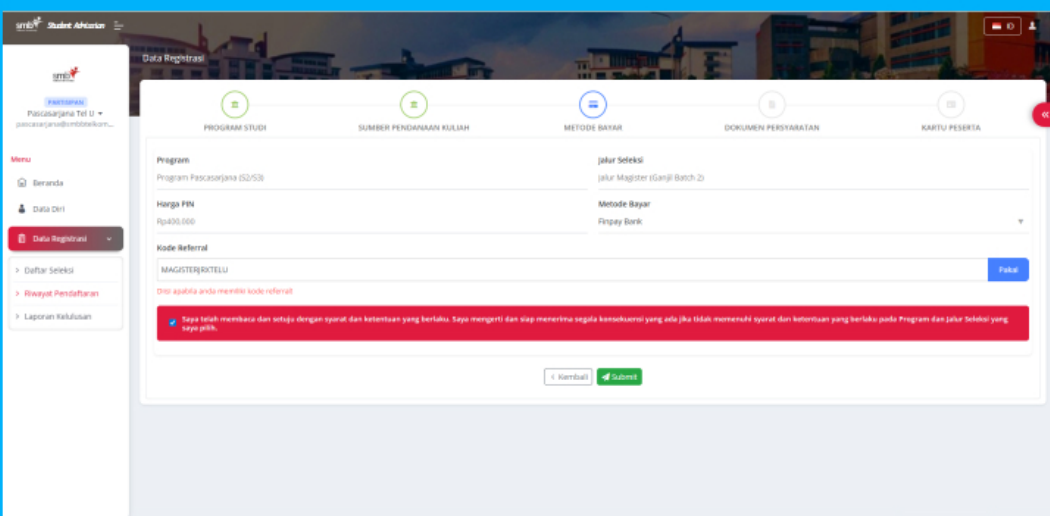 smb Student Admission
ID
Data Registrasi
smb
PARTISIPAN
Pascasarjana Tel U
pascasarjana@smbbtelkom...
PROGRAM STUDI
SUMBER PENDANAAN KULIAH
METODE BAYAR
DOKUMEN PERSYARATAN
KARTU PESERTA
Menu
Beranda
Data Diri
Data Registrasi
> Daftar Seleksi
> Riwayat Pendaftaran
> Laporan Kelulusan
Program
Program Pascasarjana (S2/S3)
Jalur Seleksi
Jalur Magister (Ganjil Batch 2)
Harga PIN
Rp400.000
Metode Bayar
Finpay Bank
Kode Referral
Pakai
Diisi apabila anda memiliki kode referral
Saya telah membaca dan setuju dengan syarat dan ketentuan yang berlaku. Saya mengerti dan siap menerima segala konsekuensi yang ada jika tidak memenuhi syarat dan ketentuan yang berlaku pada Program dan Jalur Seleksi yang
saya pilih.
< Kembali
Submit